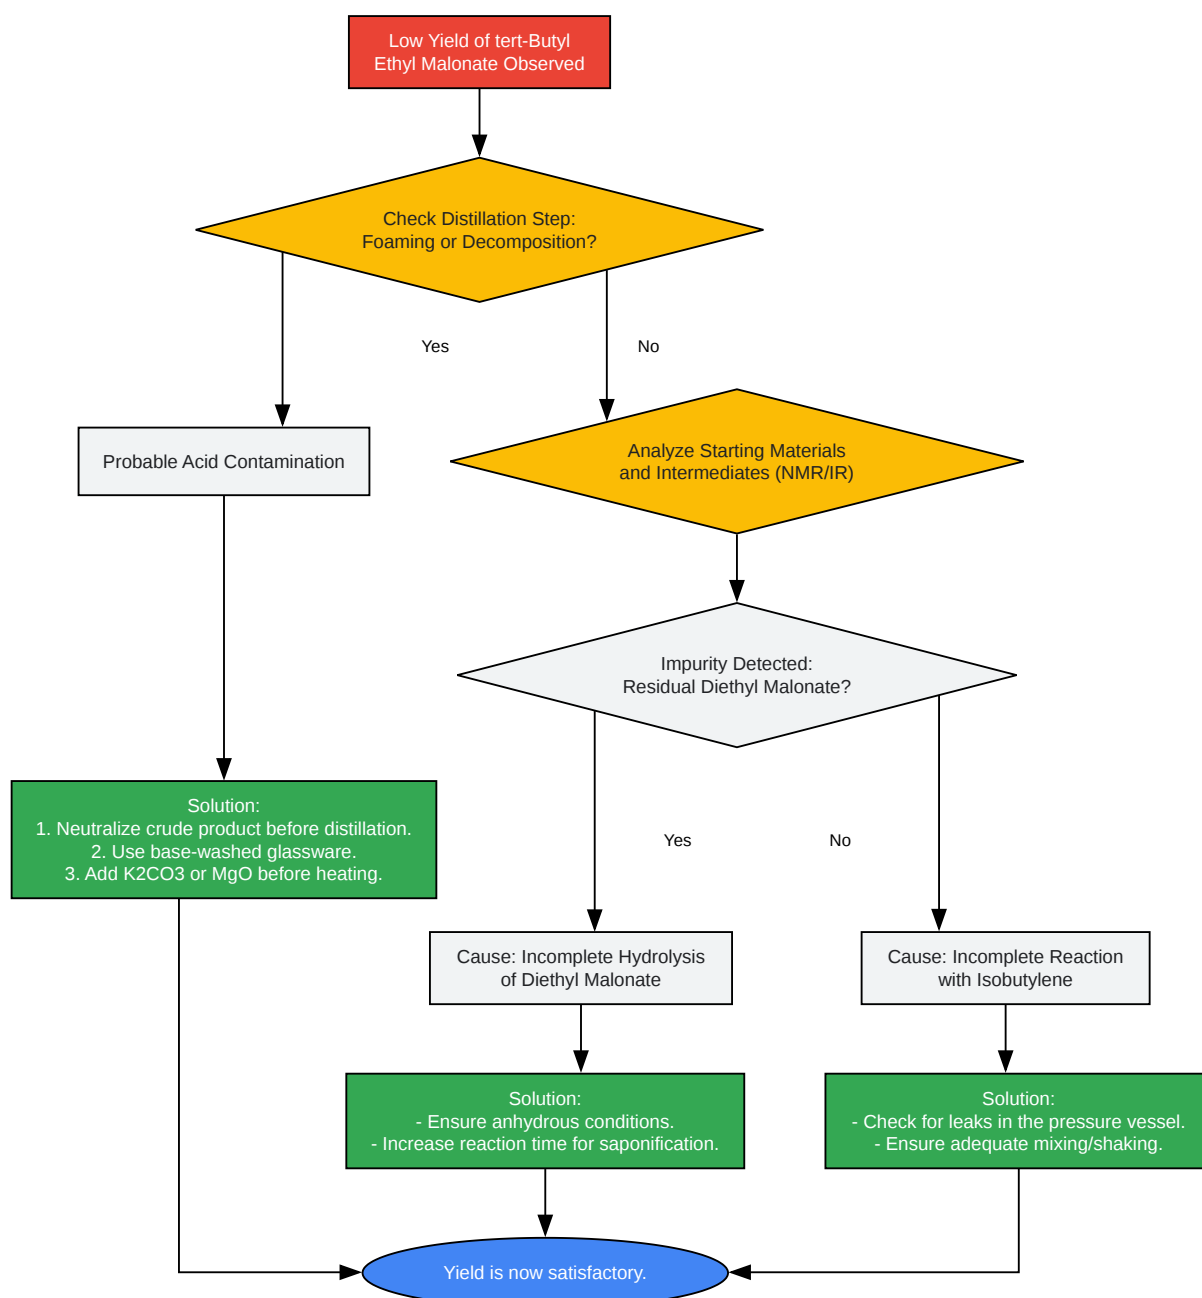 Low Yield of tert-Butyl
Ethyl Malonate Observed
Check Distillation Step:
Foaming or Decomposition?
Yes
No
Probable Acid Contamination
Analyze Starting Materials
and Intermediates (NMR/IR)
Impurity Detected:
Residual Diethyl Malonate?
Solution:
1. Neutralize crude product before distillation.
2. Use base-washed glassware.
3. Add K2CO3 or MgO before heating.
Yes
No
Cause: Incomplete Hydrolysis
of Diethyl Malonate
Cause: Incomplete Reaction
with Isobutylene
Solution:
- Ensure anhydrous conditions.
- Increase reaction time for saponification.
Solution:
- Check for leaks in the pressure vessel.
- Ensure adequate mixing/shaking.
Yield is now satisfactory.